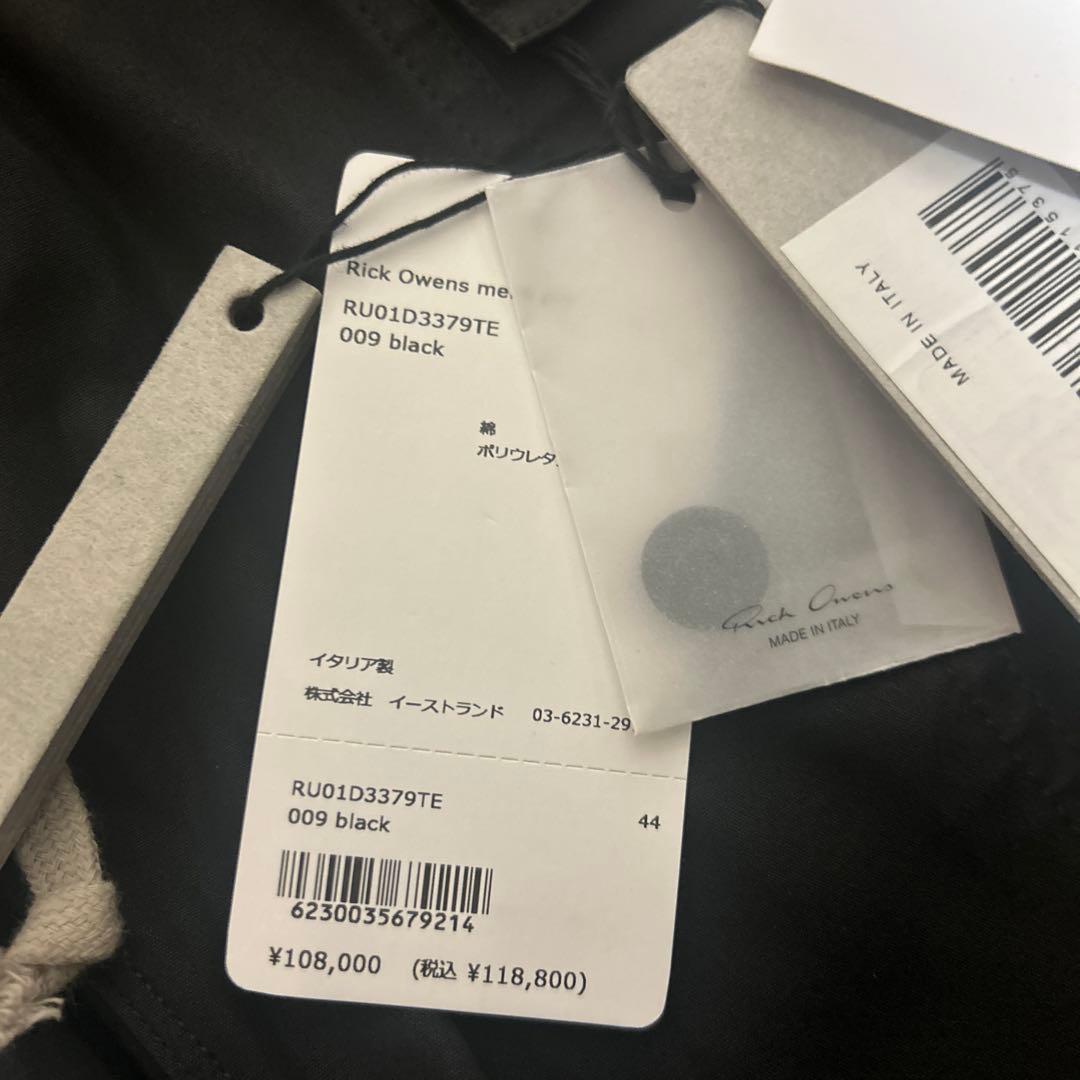 Rick Owens
RU01D3379TE
009 black
綿
ポリウレタ
イタリア製
株式会社 イーストランド 03-6231-29
RU01D3379TE
009 black
44
6230035679214
¥108,000 (税込 ¥118,800)
Rick Owens
MADE IN ITALY
15375
MADE IN ITALY